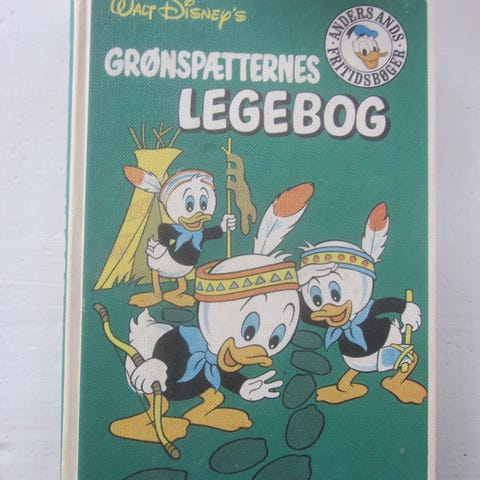 Walt Disney's
GRØNSPÆTTERNES
LEGEBOG
ANDERS ANDS
FRITIDSBØGER